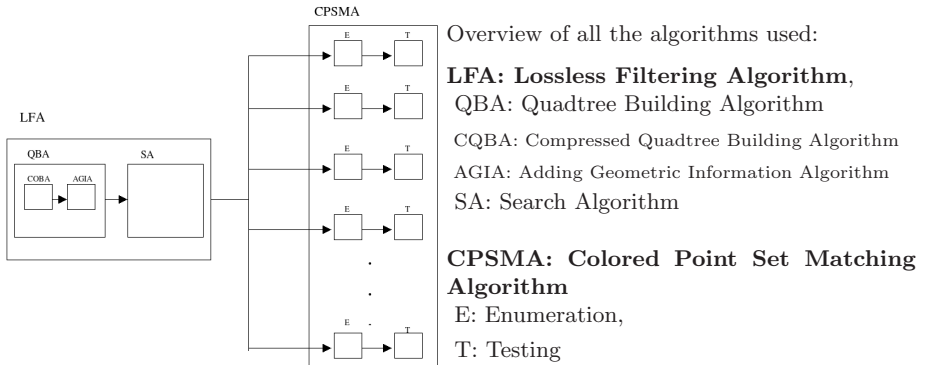 CPSMA
E T
E T
LFA
E T
QBA SA
COBA AGIA
E T
E T
Overview of all the algorithms used:
LFA: Lossless Filtering Algorithm,
QBA: Quadtree Building Algorithm
CQBA: Compressed Quadtree Building Algorithm
AGIA: Adding Geometric Information Algorithm
SA: Search Algorithm
CPSMA: Colored Point Set Matching
Algorithm
E: Enumeration,
T: Testing